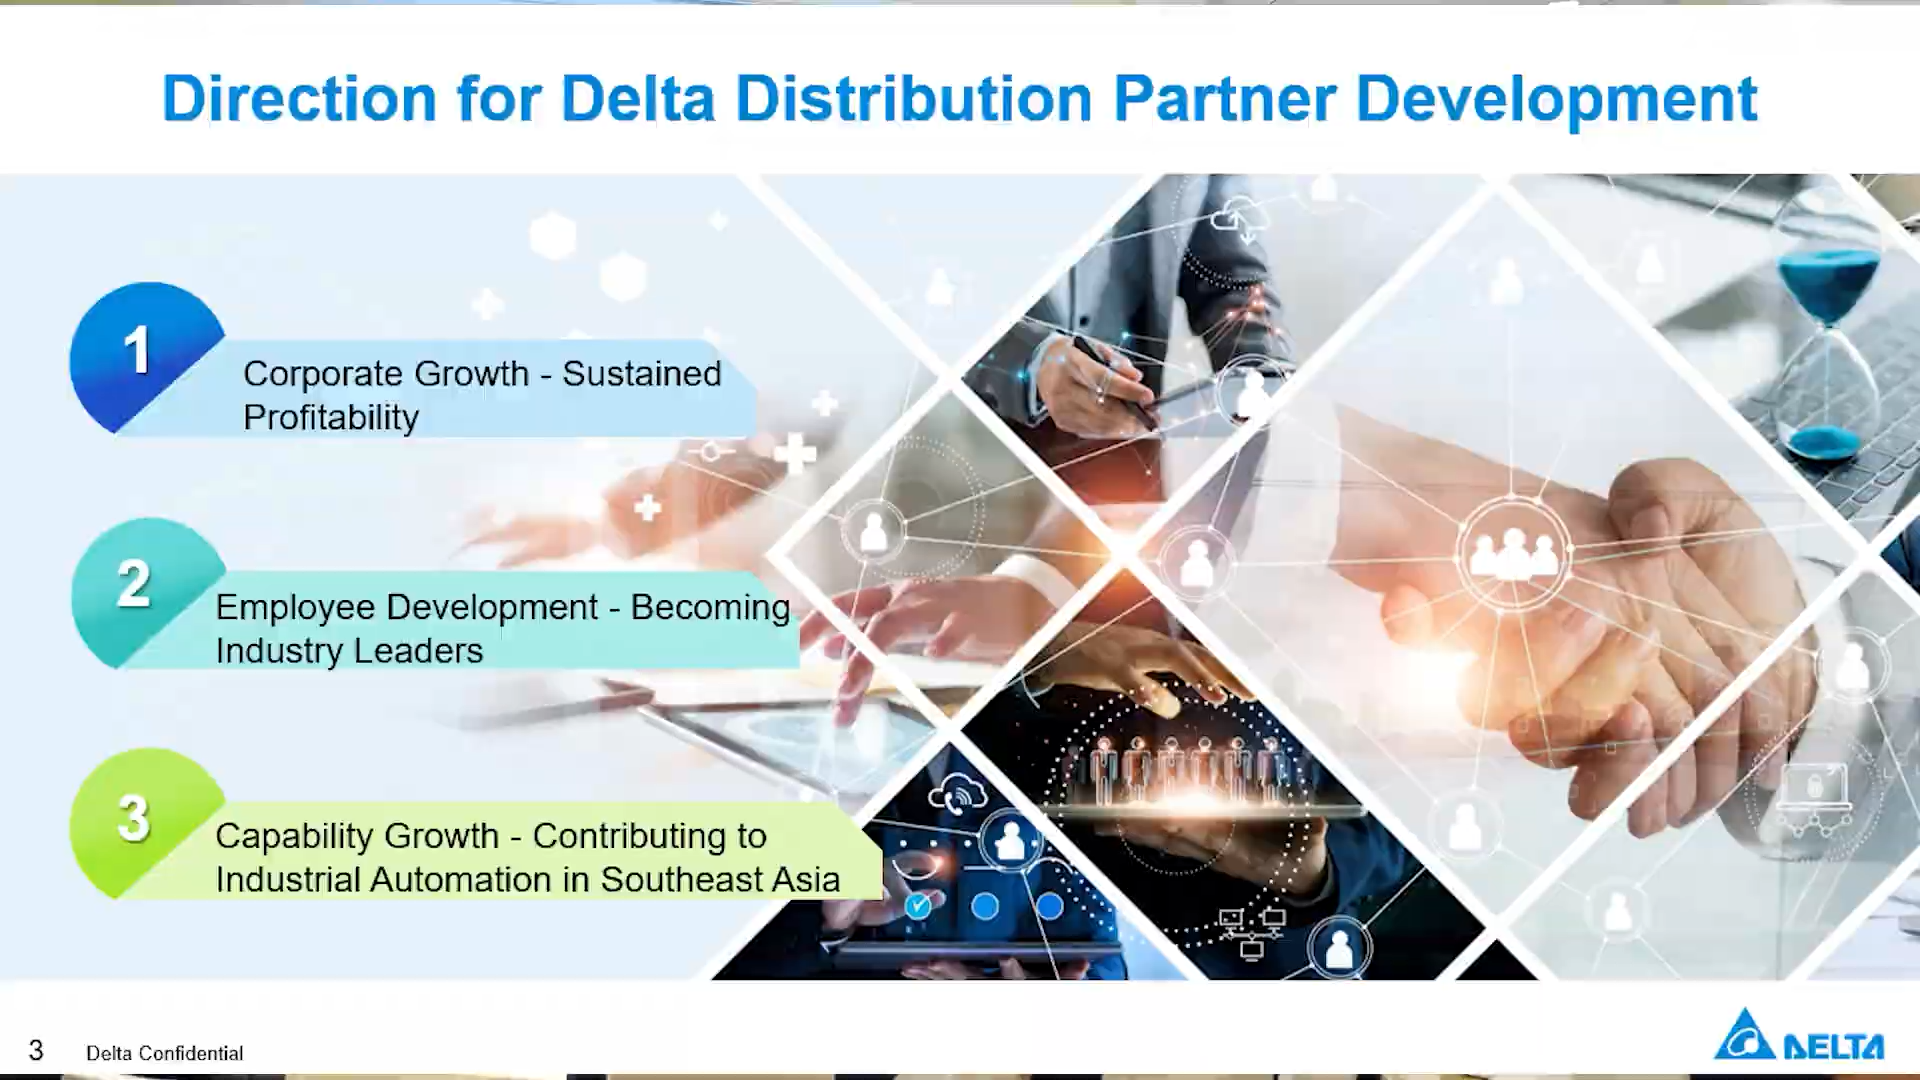 Direction for Delta Distribution Partner Development
1
Corporate Growth - Sustained
Profitability
2
Employee Development - Becoming
Industry Leaders
3
Capability Growth - Contributing to
Industrial Automation in Southeast Asia
3
Delta Confidential
DELTA